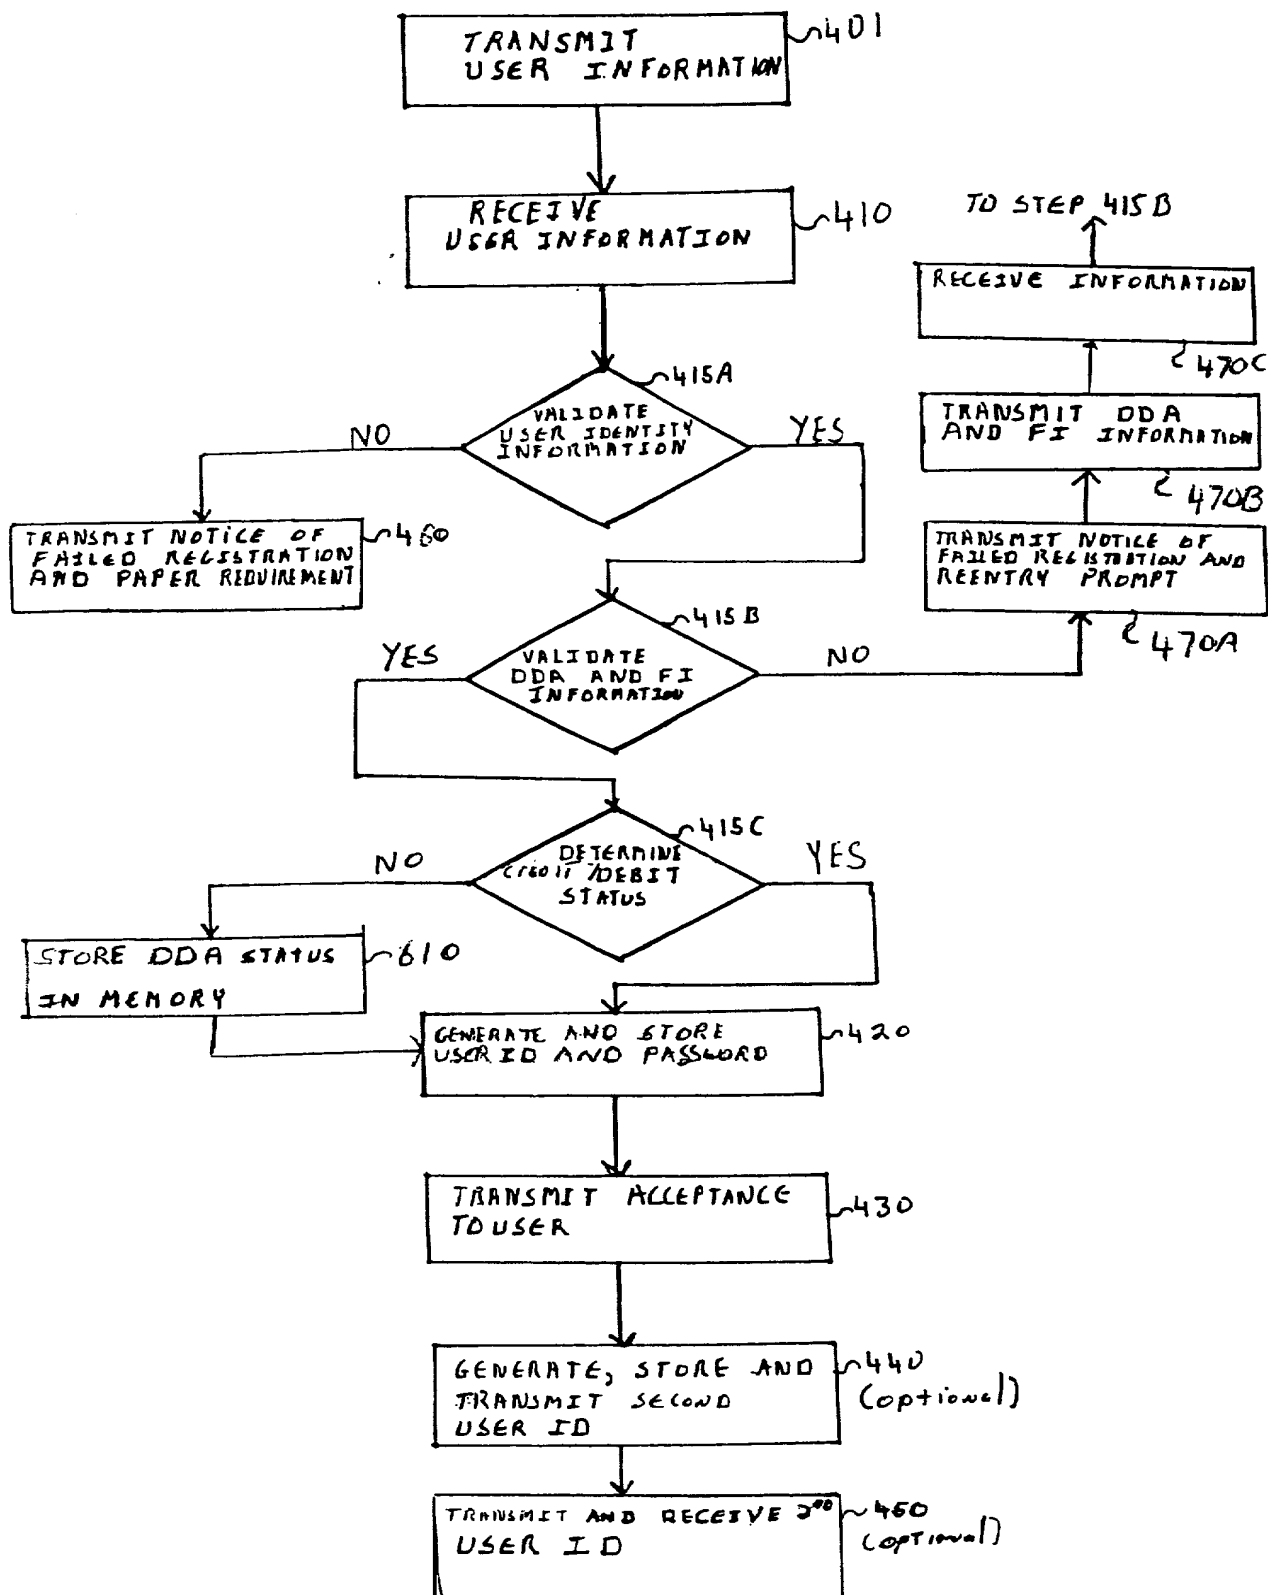 TRANSMIT
USER INFORMATION
401
RECEIVE
USER INFORMATION
410
TO STEP 415B
RECEIVE INFORMATION
470C
415A
VALIDATE
USER IDENTITY
INFORMATION
NO
YES
TRANSMIT DDA
AND FI INFORMATION
470B
TRANSMIT NOTICE OF
FAILED REGISTRATION
AND PAPER REQUIREMENT
460
TRANSMIT NOTICE OF
FAILED REGISTRATION AND
REENTRY PROMPT
470A
415B
YES
VALIDATE
DDA AND FI
INFORMATION
NO
415C
NO
DETERMINE
CREDIT/DEBIT
STATUS
YES
STORE DDA STATUS
IN MEMORY
610
GENERATE AND STORE
USER ID AND PASSWORD
420
TRANSMIT ACCEPTANCE
TO USER
430
GENERATE, STORE AND
TRANSMIT SECOND
USER ID
440
(optional)
TRANSMIT AND RECEIVE 2ND
USER ID
450
(optional)